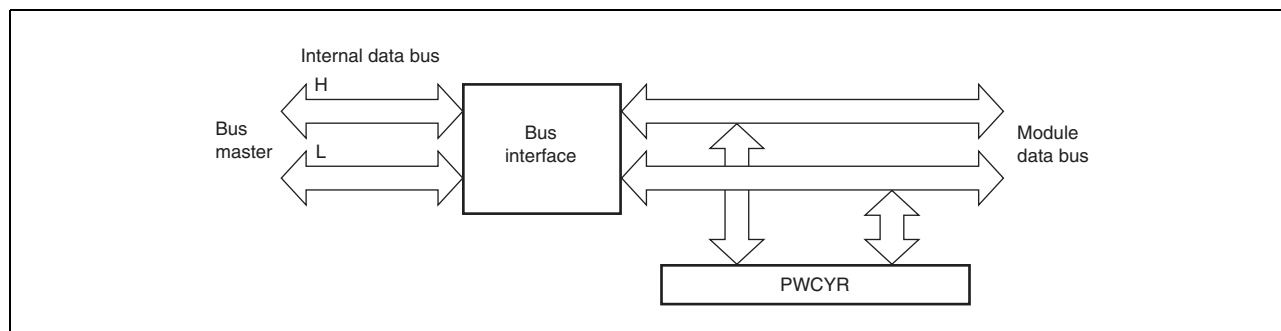 Internal data bus
H
Bus
master
L
Bus
interface
Module
data bus
PWCYR